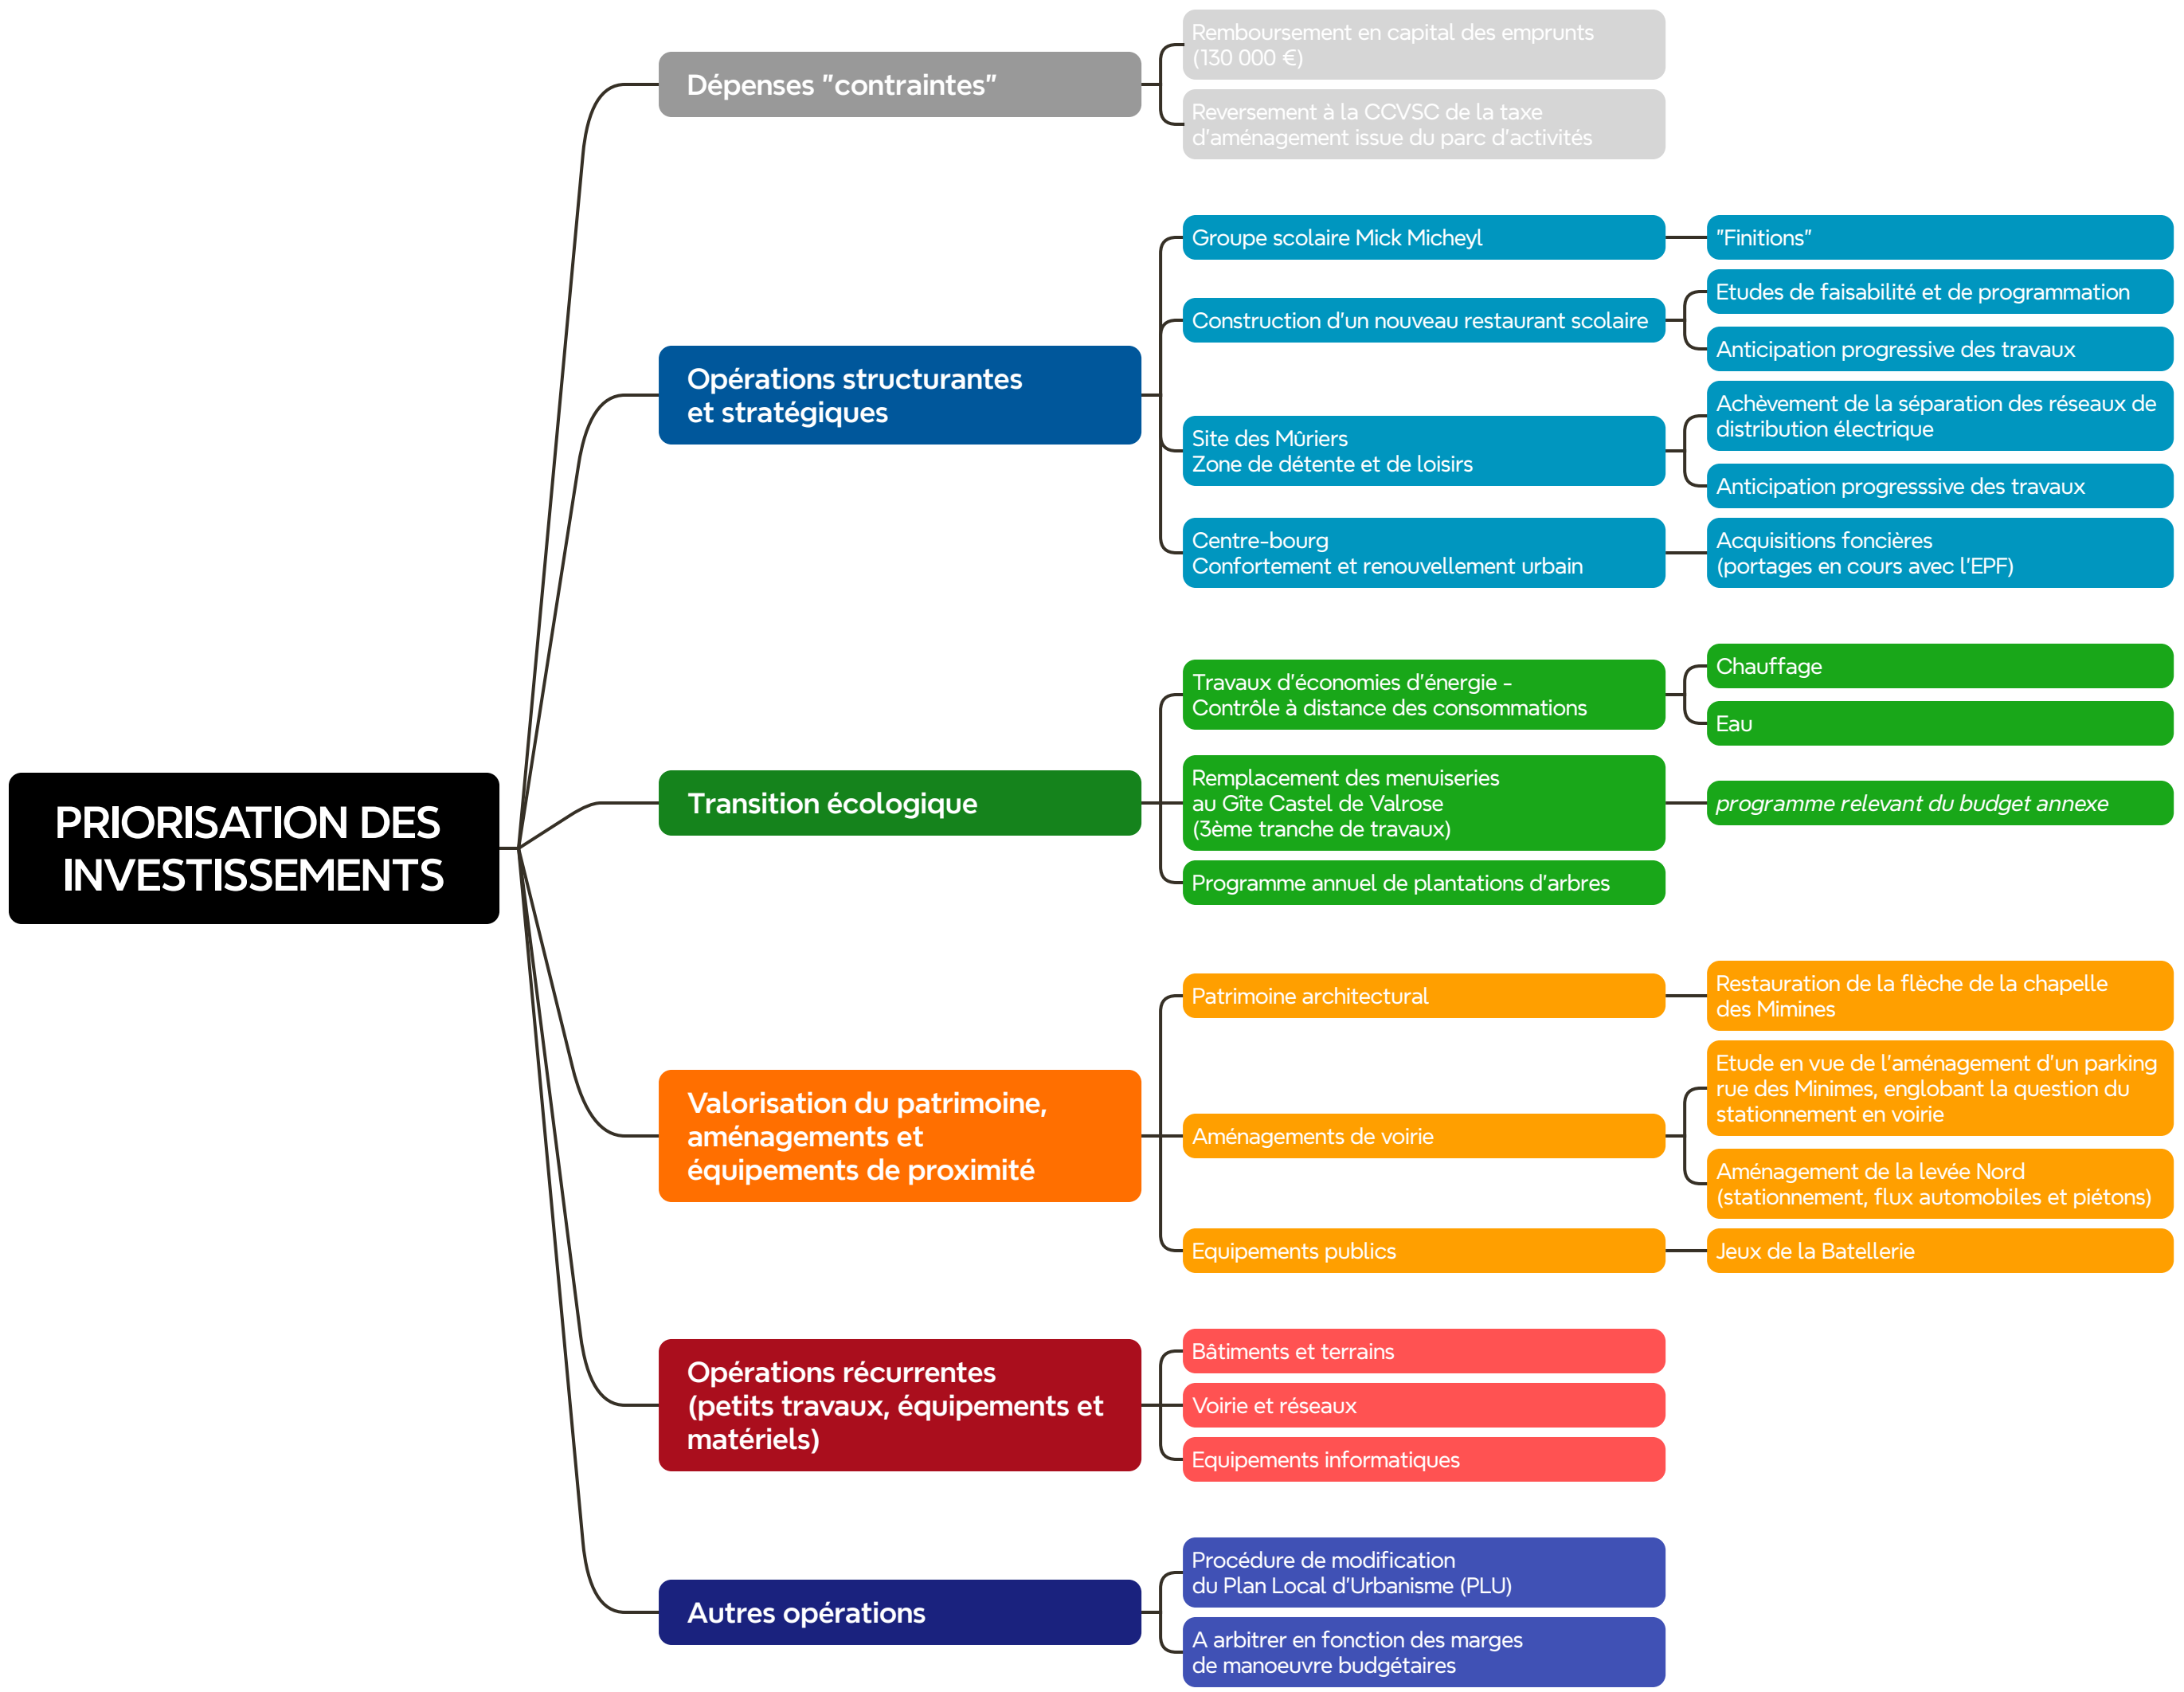 PRIORISATION DES
INVESTISSEMENTS
Dépenses "contraintes"
Remboursement en capital des emprunts
(130 000 €)
Reversement à la CCVSC de la taxe
d'aménagement issue du parc d'activités
Opérations structurantes
et stratégiques
Groupe scolaire Mick Micheyl
"Finitions"
Construction d'un nouveau restaurant scolaire
Etudes de faisabilité et de programmation
Anticipation progressive des travaux
Site des Mûriers
Zone de détente et de loisirs
Achèvement de la séparation des réseaux de
distribution électrique
Anticipation progresssive des travaux
Centre-bourg
Confortement et renouvellement urbain
Acquisitions foncières
(portages en cours avec l'EPF)
Transition écologique
Travaux d'économies d'énergie -
Contrôle à distance des consommations
Chauffage
Eau
Remplacement des menuiseries
au Gîte Castel de Valrose
(3ème tranche de travaux)
programme relevant du budget annexe
Programme annuel de plantations d'arbres
Valorisation du patrimoine,
aménagements et
équipements de proximité
Patrimoine architectural
Restauration de la flèche de la chapelle
des Mimines
Aménagements de voirie
Etude en vue de l'aménagement d'un parking
rue des Minimes, englobant la question du
stationnement en voirie
Aménagement de la levée Nord
(stationnement, flux automobiles et piétons)
Equipements publics
Jeux de la Batellerie
Opérations récurrentes
(petits travaux, équipements et
matériels)
Bâtiments et terrains
Voirie et réseaux
Equipements informatiques
Autres opérations
Procédure de modification
du Plan Local d'Urbanisme (PLU)
A arbitrer en fonction des marges
de manoeuvre budgétaires